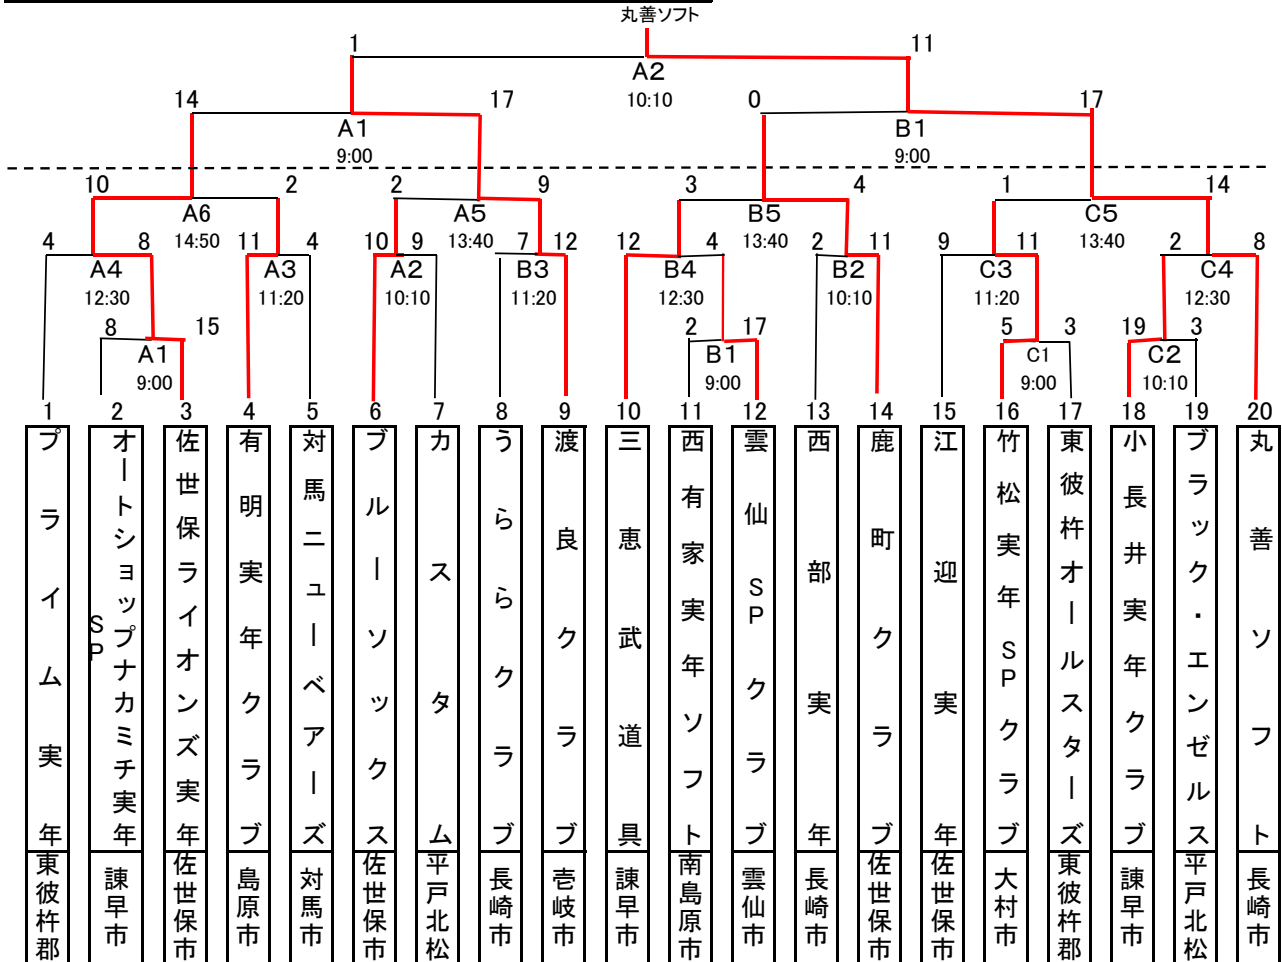 丸善ソフト
1 11
A2
10:10
14 17 0 17
A1 B1
9:00 9:00
10 2 2 9 3 4 1 14
A6 A5 B5 C5
14:50 13:40 13:40 13:40
4 8 11 4 10 9 7 12 12 4 2 11 9 11 2 8
A4 A3 A2 B3 B4 B2 C3 C4
12:30 11:20 10:10 11:20 12:30 10:10 11:20 12:30
8 15 2 17 5 3 19 3
A1 B1 C1 C2
9:00 9:00 9:00 10:10
1 2 3 4 5 6 7 8 9 10 11 12 13 14 15 16 17 18 19 20
プライム実年
オートショップナカミチ実年SP
佐世保ライオンズ実年
有明実年クラブ
対馬ニューベアーズ
ブルーソックス
カスタム
うららクラブ
渡良クラブ
三恵武道具
西有家実年ソフト
雲仙SPクラブ
西部実年
鹿町クラブ
江迎実年
竹松実年SPクラブ
東彼杵オールスターズ
小長井実年クラブ
ブラック・エンゼルス
丸善ソフト
東彼杵郡
諫早市
佐世保市
島原市
対馬市
佐世保市
平戸北松
長崎市
壱岐市
諫早市
南島原市
雲仙市
長崎市
佐世保市
佐世保市
大村市
東彼杵郡
諫早市
平戸北松
長崎市